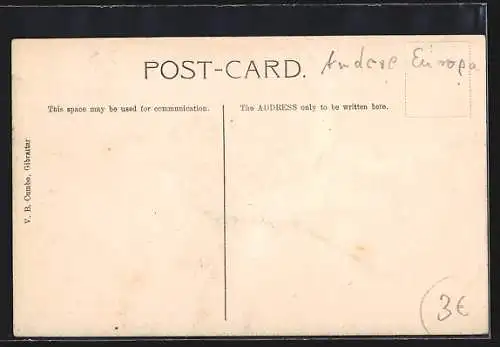 POST-CARD.
Andere Europa
This space may be used for communication.
The ADDRESS only to be written here.
V. B. Cumbo, Gibraltar
3€